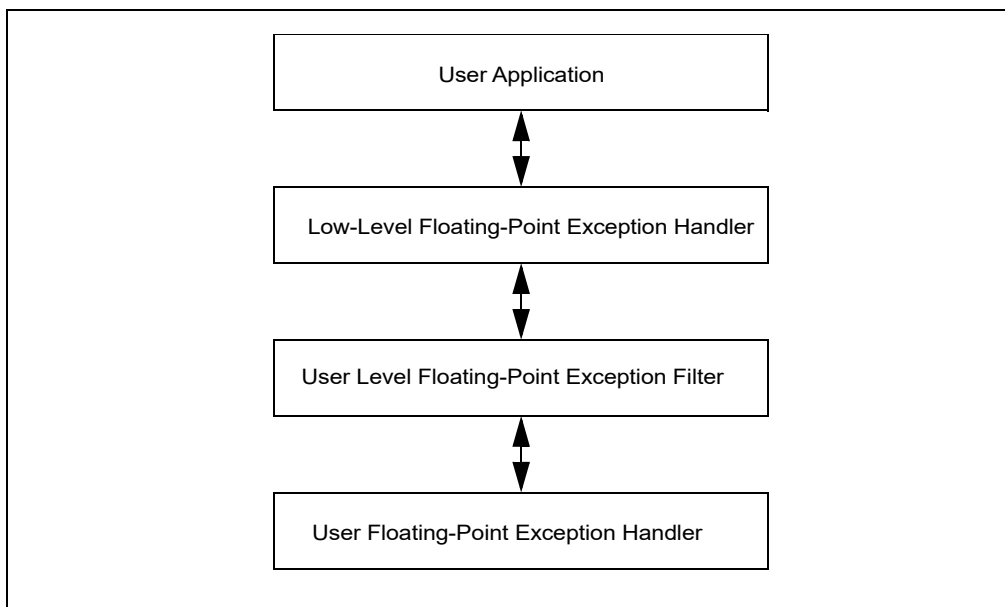 User Application
Low-Level Floating-Point Exception Handler
User Level Floating-Point Exception Filter
User Floating-Point Exception Handler